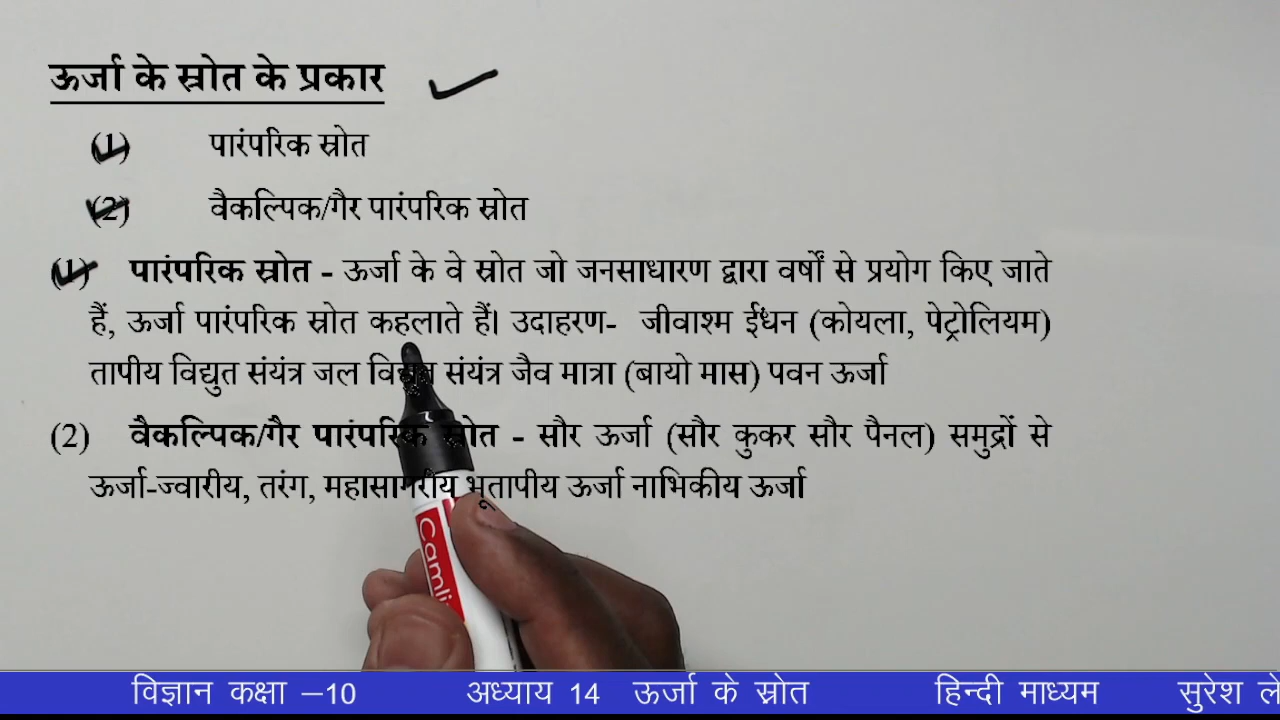 ऊर्जा के स्रोत के प्रकार
(1) पारंपरिक स्रोत
(2) वैकल्पिक/गैर पारंपरिक स्रोत
(1) पारंपरिक स्रोत - ऊर्जा के वे स्रोत जो जनसाधारण द्वारा वर्षों से प्रयोग किए जाते
हैं, ऊर्जा पारंपरिक स्रोत कहलाते हैं। उदाहरण- जीवाश्म ईंधन (कोयला, पेट्रोलियम)
तापीय विद्युत संयंत्र जल विद्युत संयंत्र जैव मात्रा (बायो मास) पवन ऊर्जा
(2) वैकल्पिक/गैर पारंपरिक स्रोत - सौर ऊर्जा (सौर कुकर सौर पैनल) समुद्रों से
ऊर्जा-ज्वारीय, तरंग, महासागरीय भूतापीय ऊर्जा नाभिकीय ऊर्जा
Camli
विज्ञान कक्षा –10 अध्याय 14 ऊर्जा के स्रोत हिन्दी माध्यम सुरेश ले